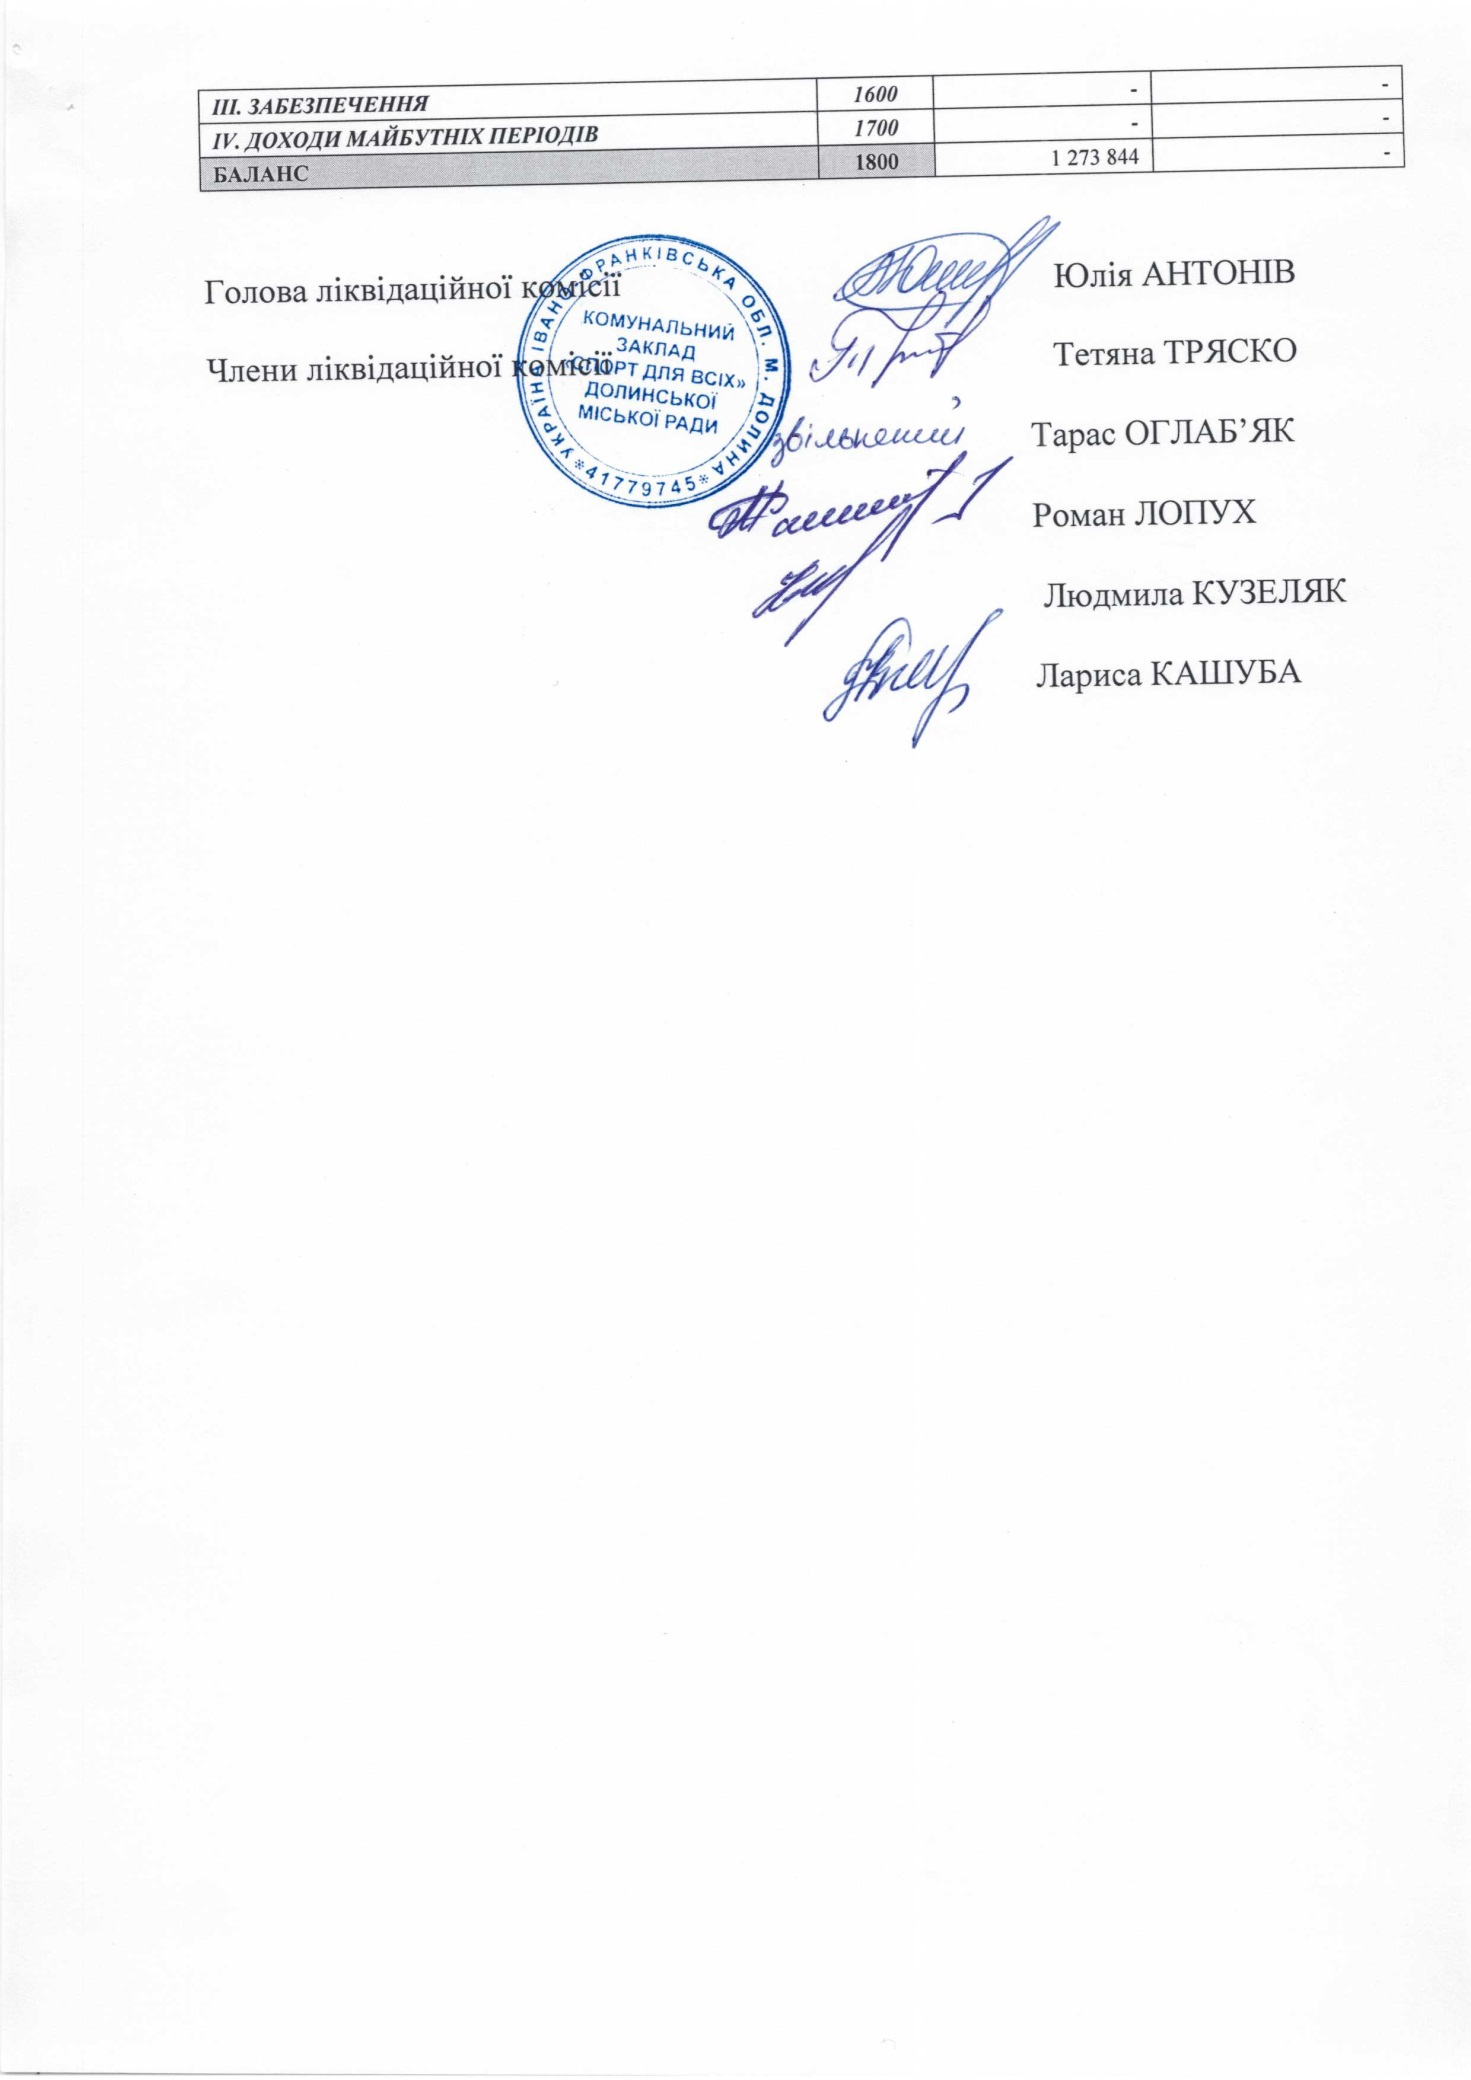 III. ЗАБЕЗПЕЧЕННЯ 1600 - -
IV. ДОХОДИ МАЙБУТНІХ ПЕРІОДІВ 1700 - -
БАЛАНС 1800 1 273 844 -
Голова ліквідаційної комісії Юлія АНТОНІВ
Члени ліквідаційної комісії Тетяна ТРЯСКО
звільнений Тарас ОГЛАБ’ЯК
Роман ЛОПУХ
Людмила КУЗЕЛЯК
Лариса КАШУБА
УКРАЇНА ІВАНО-ФРАНКІВСЬКА ОБЛ. М. ДОЛИНА
*41779745*
КОМУНАЛЬНИЙ
ЗАКЛАД
«СПОРТ ДЛЯ ВСІХ»
ДОЛИНСЬКОЇ
МІСЬКОЇ РАДИ